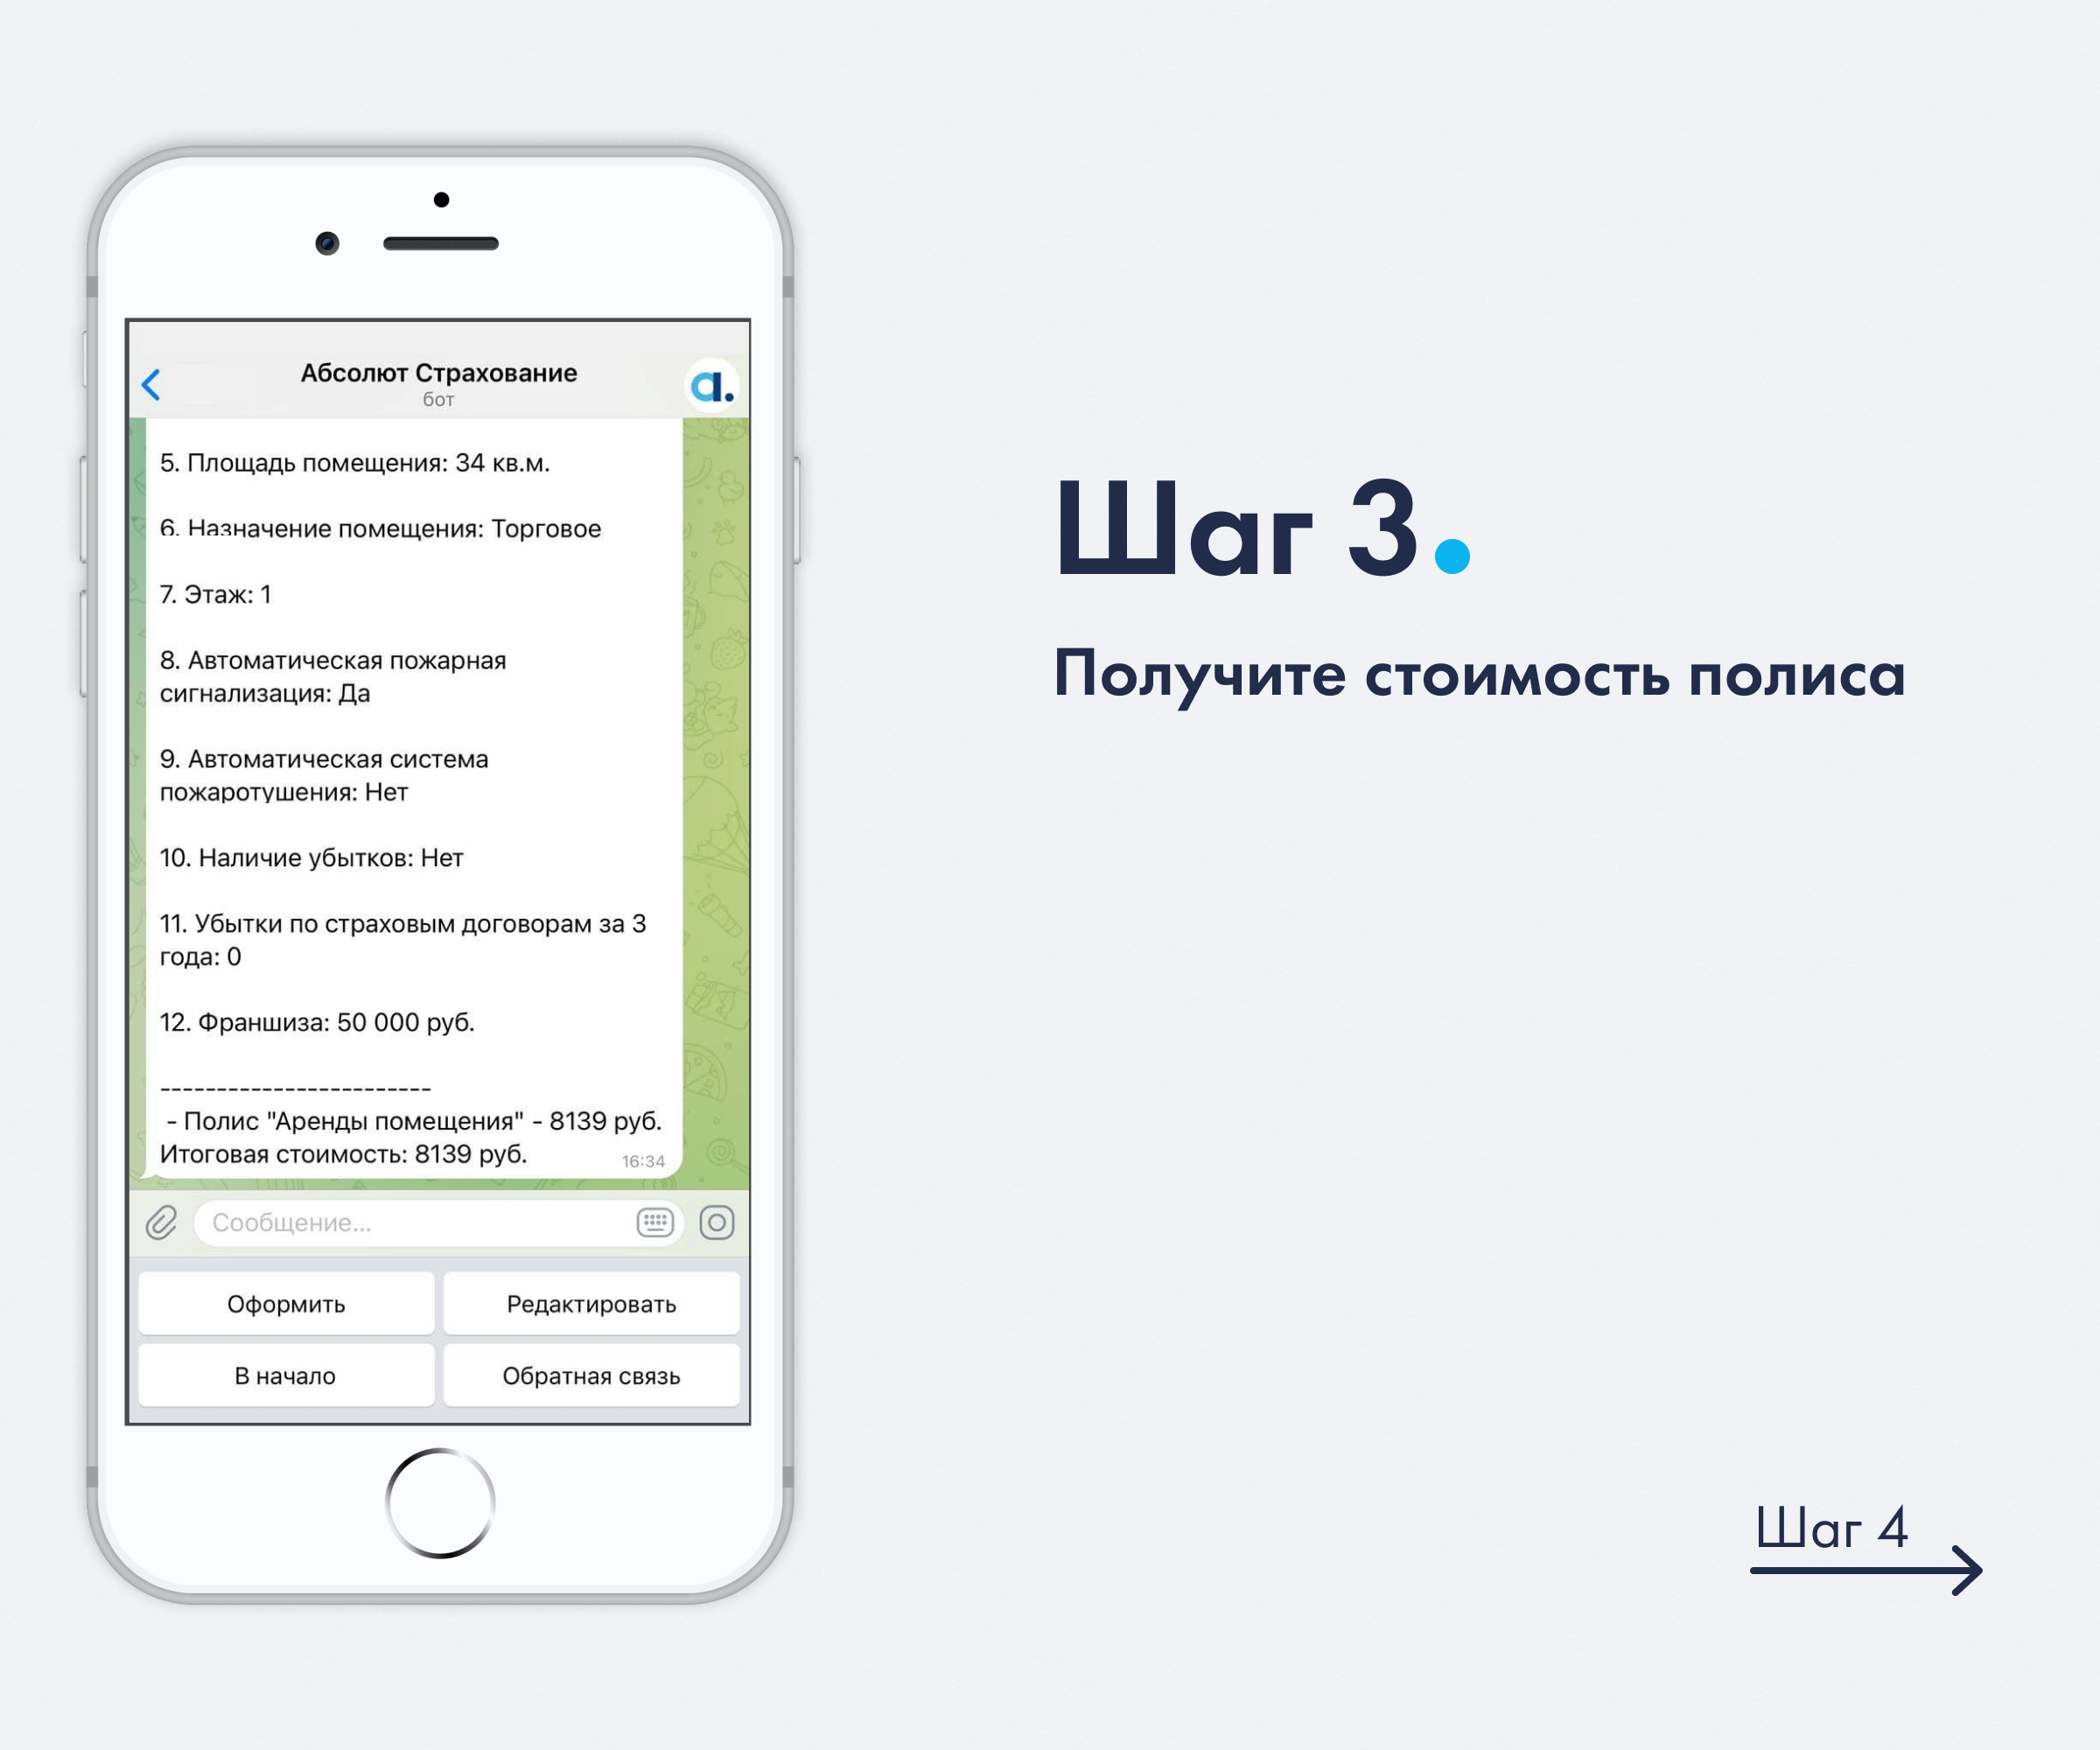 Абсолют Страхование
бот
a.
5. Площадь помещения: 34 кв.м.
6. Назначение помещения: Торговое
7. Этаж: 1
8. Автоматическая пожарная
сигнализация: Да
9. Автоматическая система
пожаротушения: Нет
10. Наличие убытков: Нет
11. Убытки по страховым договорам за 3
года: 0
12. Франшиза: 50 000 руб.
------------------------
- Полис "Аренды помещения" - 8139 руб.
Итоговая стоимость: 8139 руб.
16:34
Сообщение...
Оформить
Редактировать
В начало
Обратная связь
Шаг 3.
Получите стоимость полиса
Шаг 4